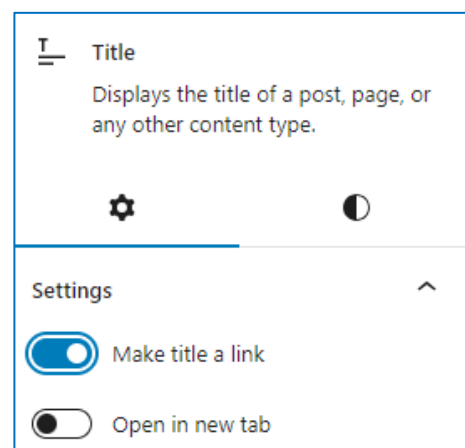 Title
Displays the title of a post, page, or
any other content type.
Settings
Make title a link
Open in new tab